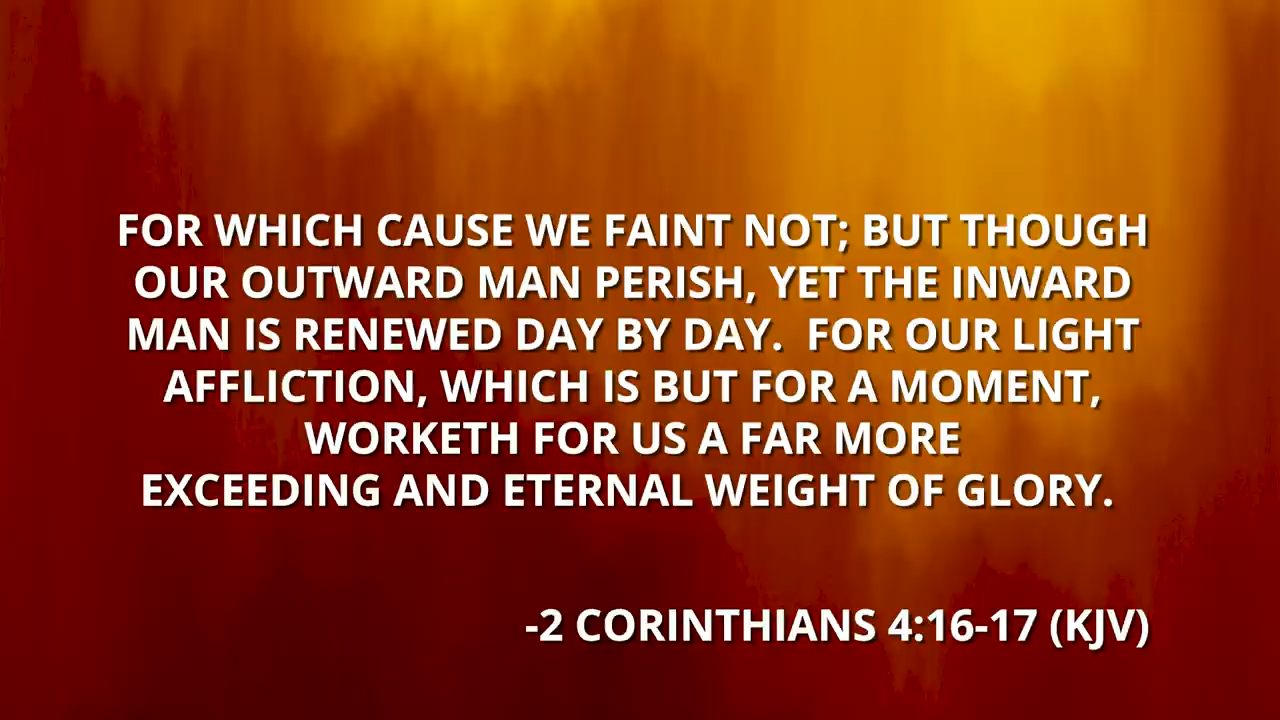 FOR WHICH CAUSE WE FAINT NOT; BUT THOUGH
OUR OUTWARD MAN PERISH, YET THE INWARD
MAN IS RENEWED DAY BY DAY.  FOR OUR LIGHT
AFFLICTION, WHICH IS BUT FOR A MOMENT,
WORKETH FOR US A FAR MORE
EXCEEDING AND ETERNAL WEIGHT OF GLORY.
-2 CORINTHIANS 4:16-17 (KJV)